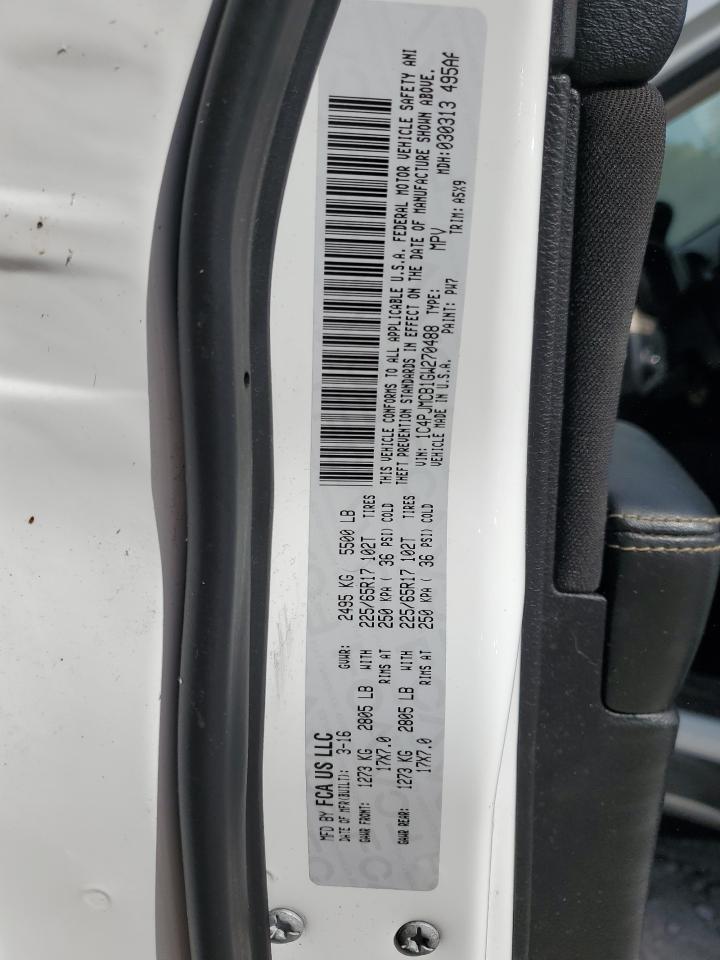 MFD BY FCA US LLC
DATE OF MFR(BUILT): 3-16 GVWR: 2495 KG( 5500 LB
GAWR FRONT: 1273 KG 2805 LB WITH 225/65R17 102T TIRES
17X7.0 RIMS AT 250 KPA ( 36 PSI) COLD
GAWR REAR: 1273 KG 2805 LB WITH 225/65R17 102T TIRES
17X7.0 RIMS AT 250 KPA ( 36 PSI) COLD
THIS VEHICLE CONFORMS TO ALL APPLICABLE U.S.A. FEDERAL MOTOR VEHICLE SAFETY AND
THEFT PREVENTION STANDARDS IN EFFECT ON THE DATE OF MANUFACTURE SHOWN ABOVE.
VIN: 1C4PJMCB1GW270488 TYPE: MPV MDH:030313 495AF
VEHICLE MADE IN U.S.A. PAINT: PW7 TRIM: A5X9